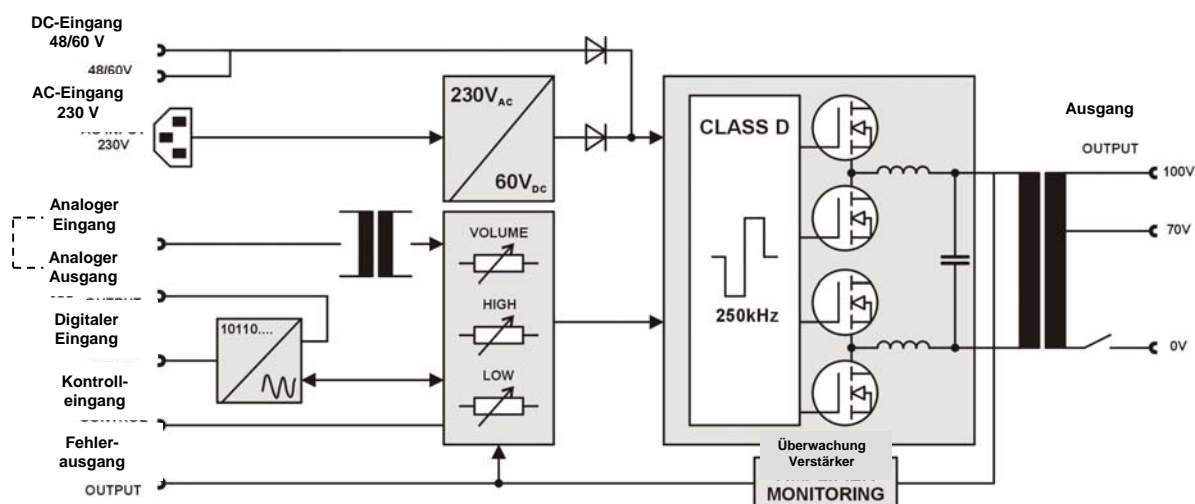 DC-Eingang
48/60 V
48/60V
AC-Eingang
230 V
230V
Analoger
Eingang
Analoger
Ausgang
Digitaler
Eingang
Kontroll-
eingang
Fehler-
ausgang
OUTPUT
230V AC
60V DC
10110....
VOLUME
HIGH
LOW
CLASS D
250kHz
Überwachung
Verstärker
MONITORING
Ausgang
OUTPUT
100V
70V
0V